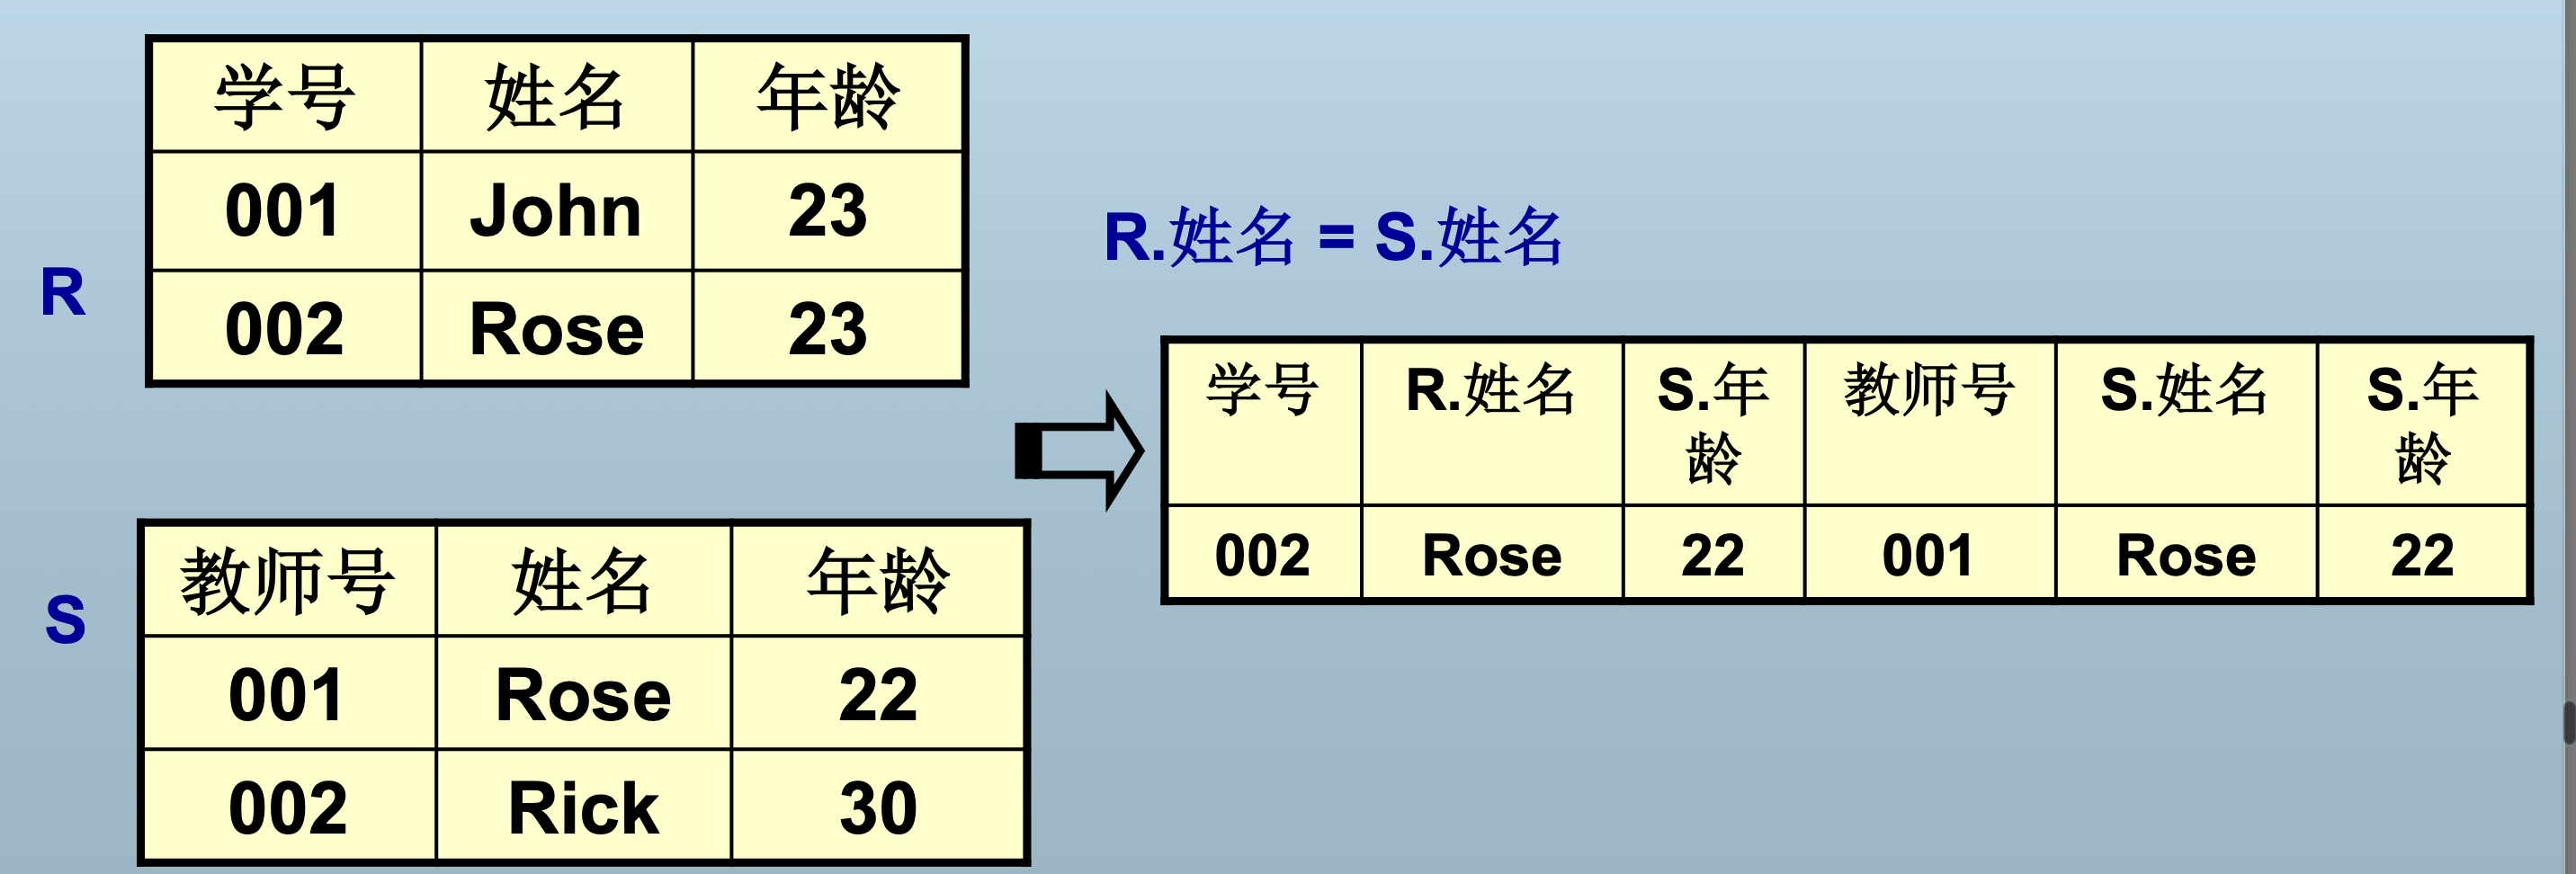 R
学号 姓名 年龄
001 John 23
002 Rose 23
S
教师号 姓名 年龄
001 Rose 22
002 Rick 30
R.姓名 = S.姓名
学号 R.姓名 S.年龄 教师号 S.姓名 S.年龄
002 Rose 22 001 Rose 22